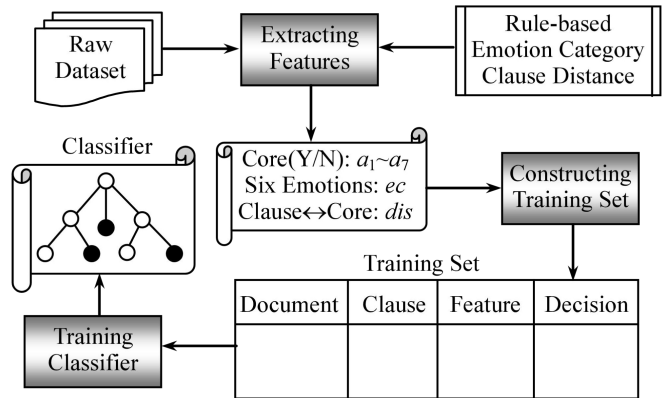 Raw
Dataset
Extracting
Features
Rule-based
Emotion Category
Clause Distance
Classifier
Core(Y/N): a₁~a₇
Six Emotions: ec
Clause↔Core: dis
Constructing
Training Set
Training Set
Document Clause Feature Decision
Training
Classifier